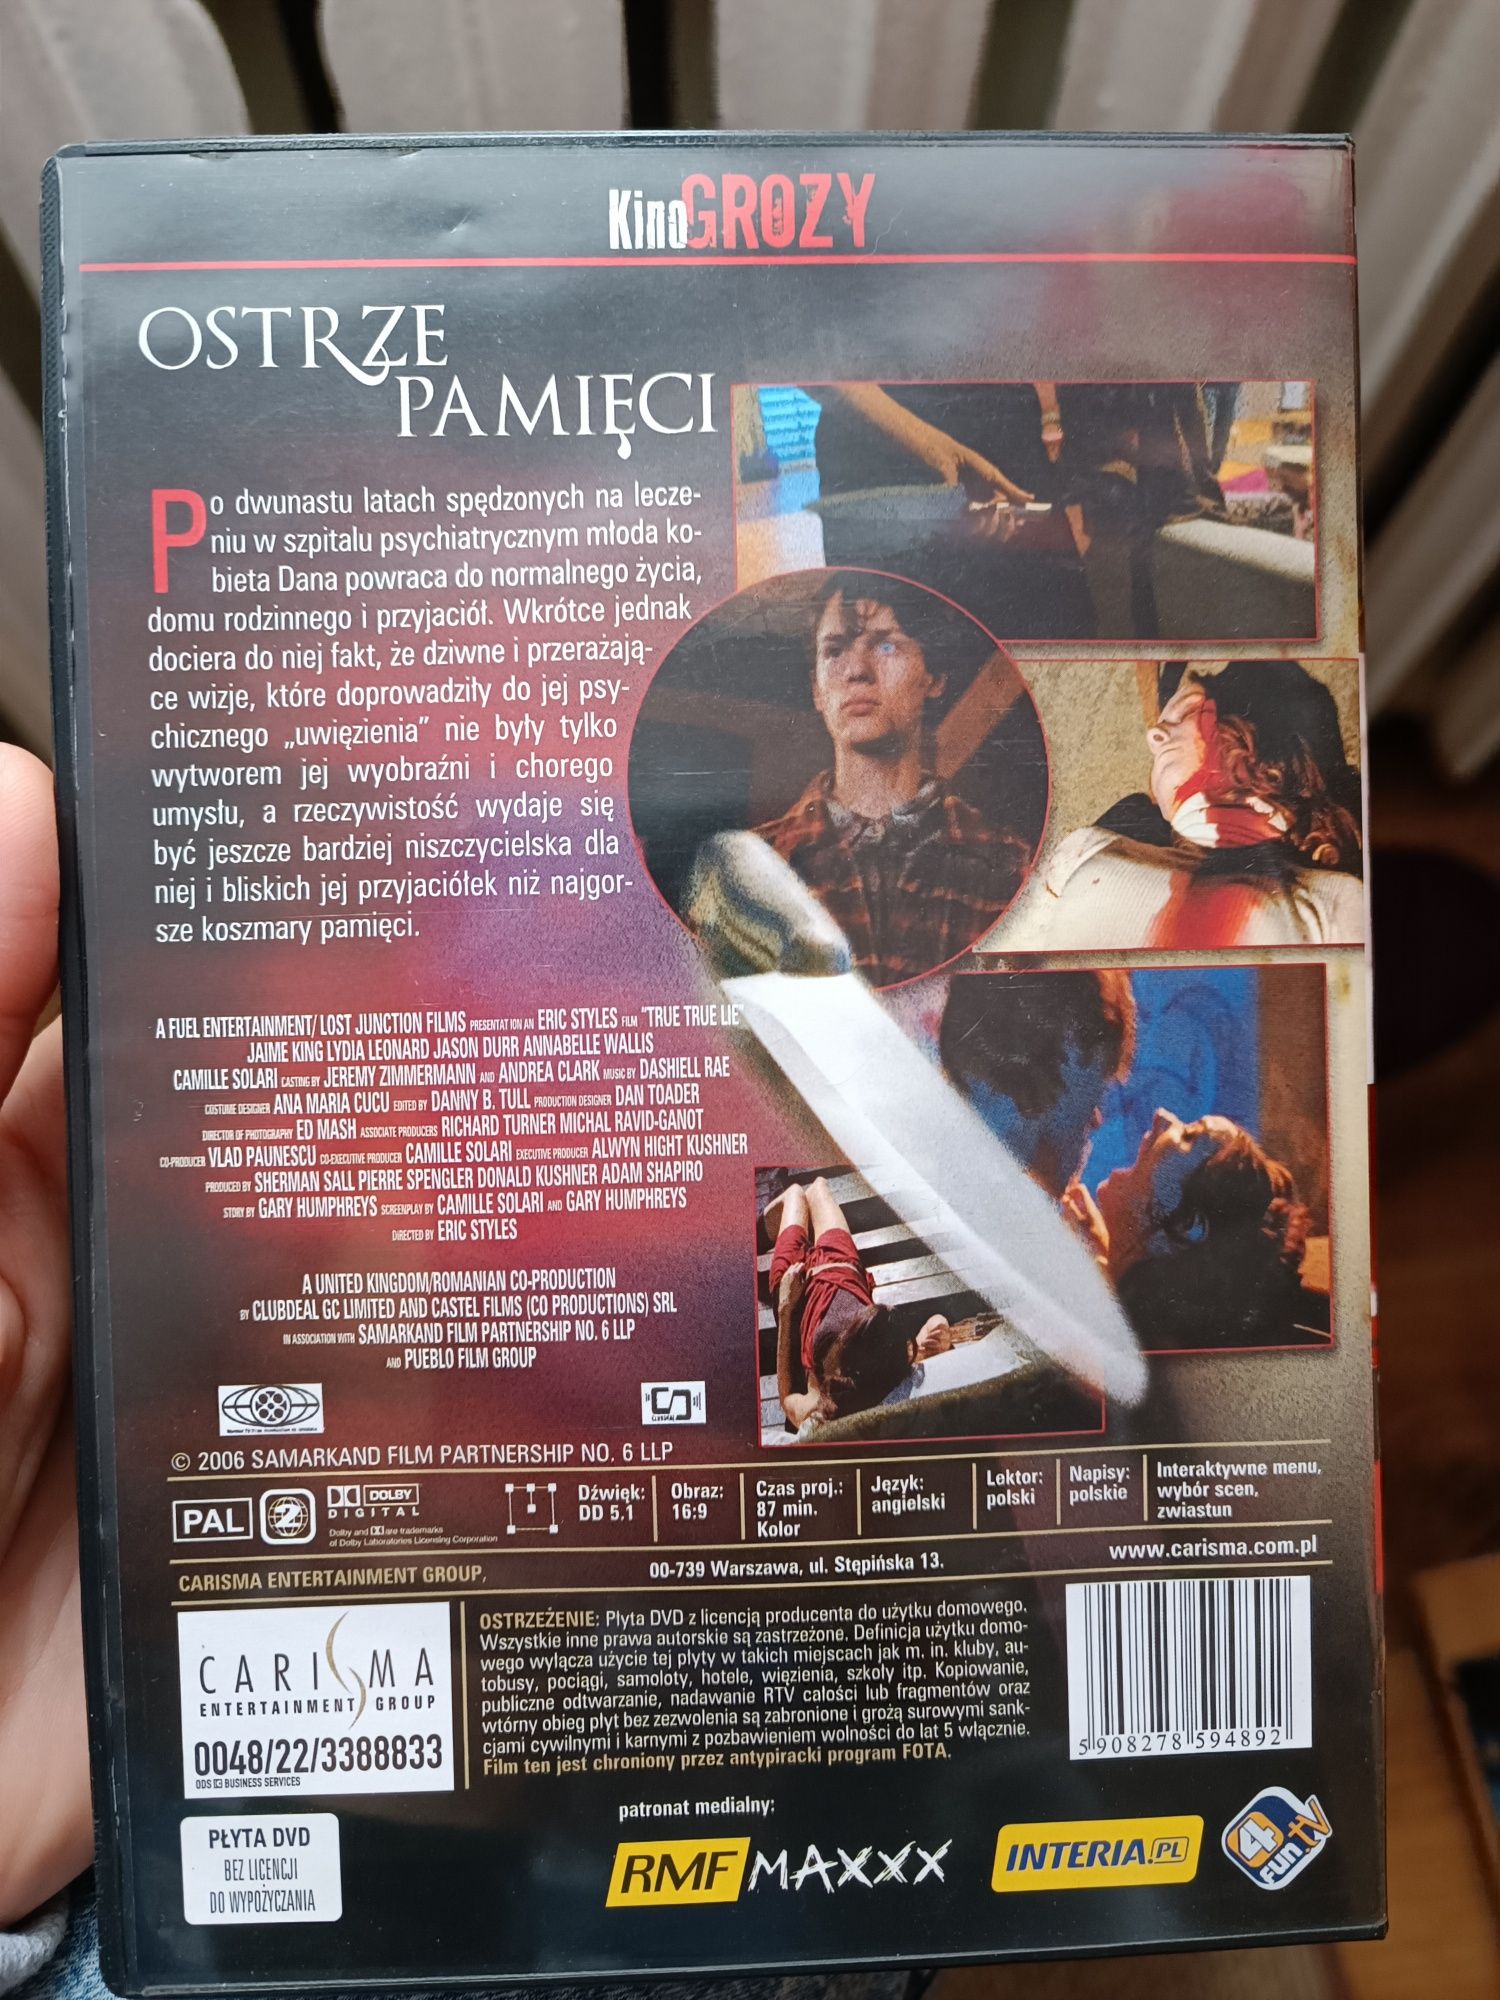 Kino GROZY
OSTRZE
PAMIĘCI
Po dwunastu latach spędzonych na lecze-
niu w szpitalu psychiatrycznym młoda ko-
bieta Dana powraca do normalnego życia,
domu rodzinnego i przyjaciół. Wkrótce jednak
dociera do niej fakt, że dziwne i przerażają-
ce wizje, które doprowadziły do jej psy-
chicznego „uwięzienia” nie były tylko
wytworem jej wyobraźni i chorego
umysłu, a rzeczywistość wydaje się
być jeszcze bardziej niszczycielska dla
niej i bliskich jej przyjaciółek niż najgor-
sze koszmary pamięci.
A FUEL ENTERTAINMENT/ LOST JUNCTION FILMS PRESENTATION AN ERIC STYLES FILM "TRUE TRUE LIE"
JAIME KING LYDIA LEONARD JASON DURR ANNABELLE WALLIS
CAMILLE SOLARI CASTING BY JEREMY ZIMMERMANN AND ANDREA CLARK MUSIC BY DASHIELL RAE
COSTUME DESIGNER ANA MARIA CUCU EDITED BY DANNY B. TULL PRODUCTION DESIGNER DAN TOADER
DIRECTOR OF PHOTOGRAPHY ED MASH ASSOCIATE PRODUCERS RICHARD TURNER MICHAL RAVID-GANOT
CO-PRODUCER VLAD PAUNESCU CO-EXECUTIVE PRODUCER CAMILLE SOLARI EXECUTIVE PRODUCER ALWYN HIGHT KUSHNER
PRODUCED BY SHERMAN SALL PIERRE SPENGLER DONALD KUSHNER ADAM SHAPIRO
STORY BY GARY HUMPHREYS SCREENPLAY BY CAMILLE SOLARI AND GARY HUMPHREYS
DIRECTED BY ERIC STYLES
A UNITED KINGDOM/ROMANIAN CO-PRODUCTION
BY CLUBDEAL GC LIMITED AND CASTEL FILMS (CO PRODUCTIONS) SRL
IN ASSOCIATION WITH SAMARKAND FILM PARTNERSHIP NO. 6 LLP
AND PUEBLO FILM GROUP
© 2006 SAMARKAND FILM PARTNERSHIP NO. 6 LLP
PAL
2
DOLBY
DIGITAL
Dolby and DD are trademarks
of Dolby Laboratories Licensing Corporation
Dźwięk:
DD 5.1
Obraz:
16:9
Czas proj.:
87 min.
Kolor
Język:
angielski
Lektor:
polski
Napisy:
polskie
Interaktywne menu,
wybór scen,
zwiastun
CARISMA ENTERTAINMENT GROUP, 00-739 Warszawa, ul. Stępińska 13. www.carisma.com.pl
CARISMA
ENTERTAINMENT GROUP
0048/22/3388833
ODS BUSINESS SERVICES
OSTRZEŻENIE: Płyta DVD z licencją producenta do użytku domowego.
Wszystkie inne prawa autorskie są zastrzeżone. Definicja użytku domo-
wego wyłącza użycie tej płyty w takich miejscach jak m. in. kluby, au-
tobusy, pociągi, samoloty, hotele, więzienia, szkoły itp. Kopiowanie,
publiczne odtwarzanie, nadawanie RTV całości lub fragmentów oraz
wtórny obieg płyt bez zezwolenia są zabronione i grożą surowymi sank-
cjami cywilnymi i karnymi z pozbawieniem wolności do lat 5 włącznie.
Film ten jest chroniony przez antypiracki program FOTA.
5 908278 594892
PŁYTA DVD
BEZ LICENCJI
DO WYPOŻYCZANIA
patronat medialny:
RMF MAXXX
INTERIA.PL
4 FUN.TV